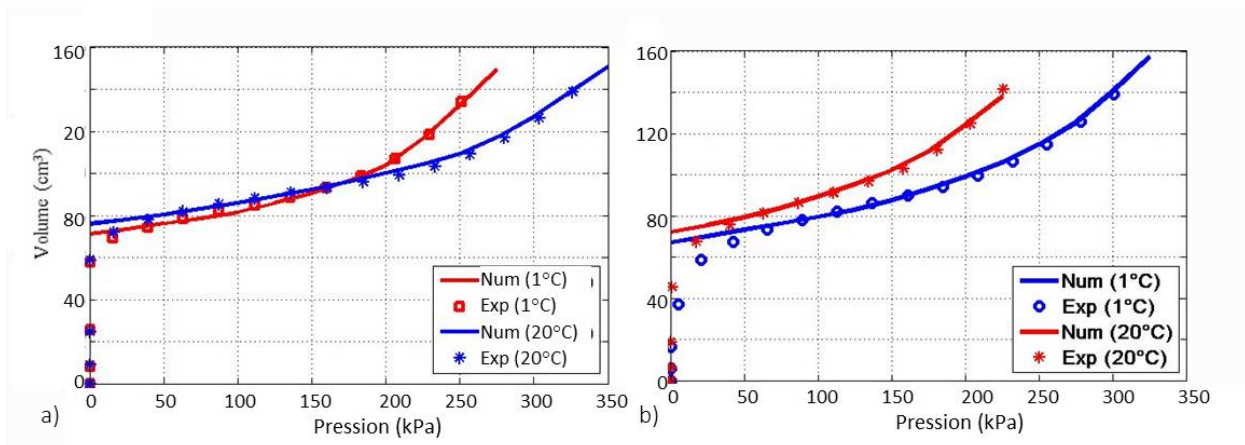 160
20
80
40
0
Volume (cm³)
Num (1°C)
Exp (1°C)
Num (20°C)
Exp (20°C)
0 50 100 150 200 250 300 350
Pression (kPa)
a)
160
120
80
40
0
Num (1°C)
Exp (1°C)
Num (20°C)
Exp (20°C)
0 50 100 150 200 250 300 350
Pression (kPa)
b)